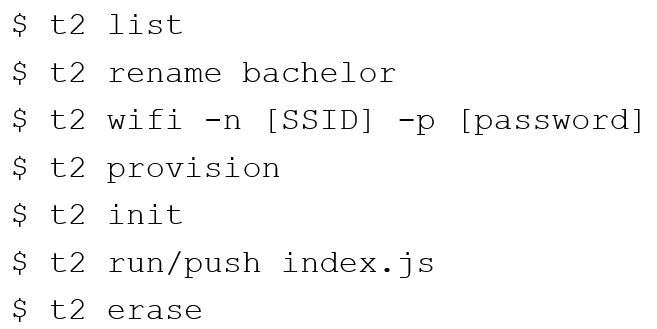 $ t2 list
$ t2 rename bachelor
$ t2 wifi -n [SSID] -p [password]
$ t2 provision
$ t2 init
$ t2 run/push index.js
$ t2 erase